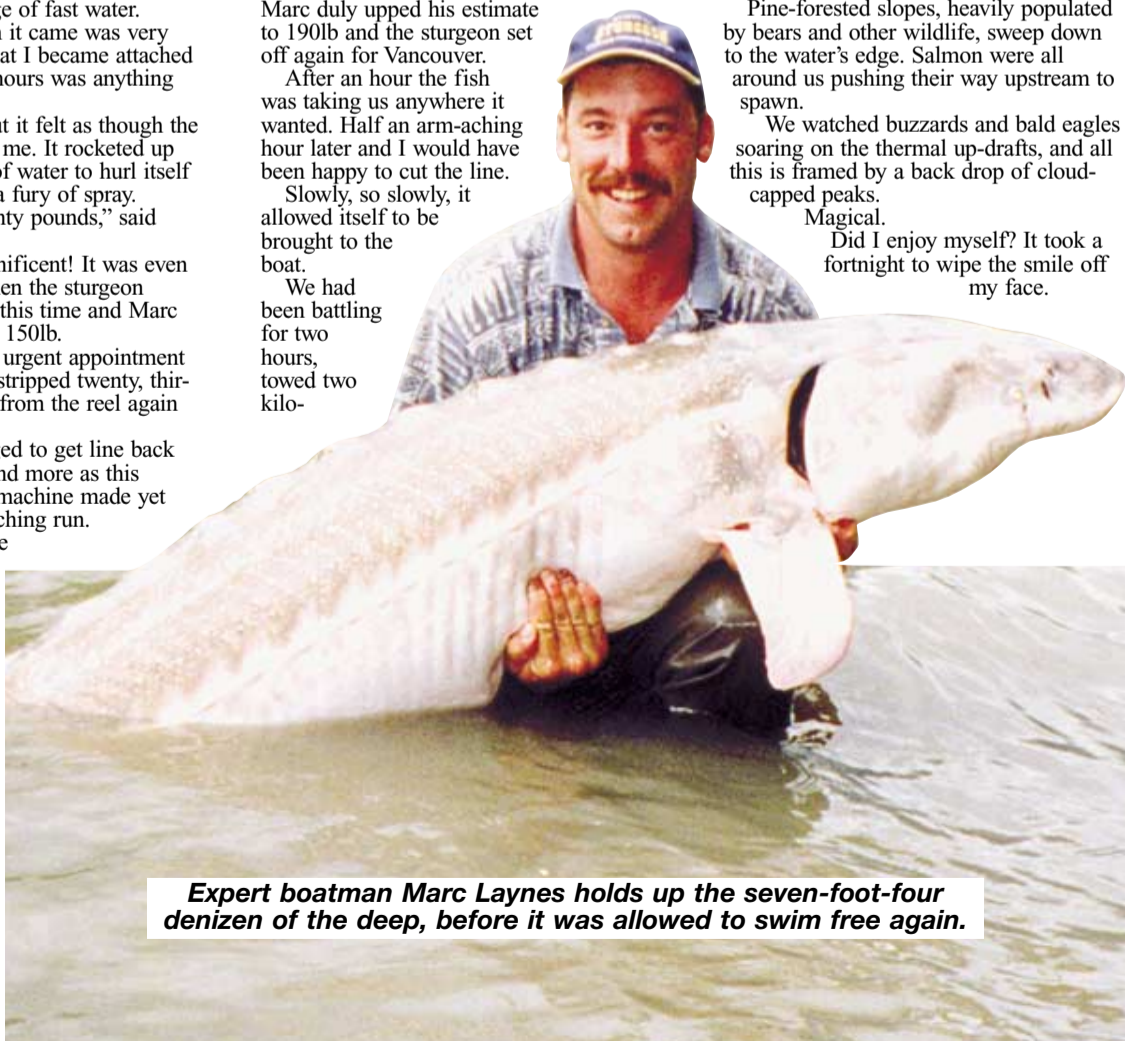 e of fast water.
it came was very
at I became attached
hours was anything
t it felt as though the
me. It rocketed up
of water to hurl itself
a fury of spray.
nty pounds,” said
nificent! It was even
en the sturgeon
this time and Marc
150lb.
urgent appointment
stripped twenty, thir-
from the reel again
ed to get line back
nd more as this
machine made yet
ching run.
e
Marc duly upped his estimate
to 190lb and the sturgeon set
off again for Vancouver.
After an hour the fish
was taking us anywhere it
wanted. Half an arm-aching
hour later and I would have
been happy to cut the line.
Slowly, so slowly, it
allowed itself to be
brought to the
boat.
We had
been battling
for two
hours,
towed two
kilo-
Pine-forested slopes, heavily populated
by bears and other wildlife, sweep down
to the water’s edge. Salmon were all
around us pushing their way upstream to
spawn.
We watched buzzards and bald eagles
soaring on the thermal up-drafts, and all
this is framed by a back drop of cloud-
capped peaks.
Magical.
Did I enjoy myself? It took a
fortnight to wipe the smile off
my face.
Expert boatman Marc Laynes holds up the seven-foot-four
denizen of the deep, before it was allowed to swim free again.